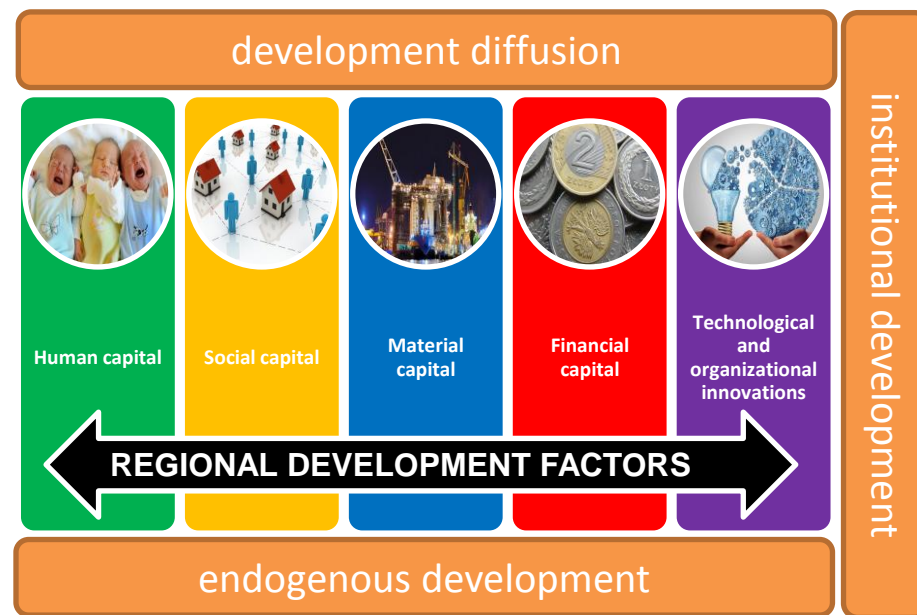 development diffusion
Human capital
Social capital
Material
capital
Financial
capital
Technological
and
organizational
innovations
REGIONAL DEVELOPMENT FACTORS
endogenous development
institutional development